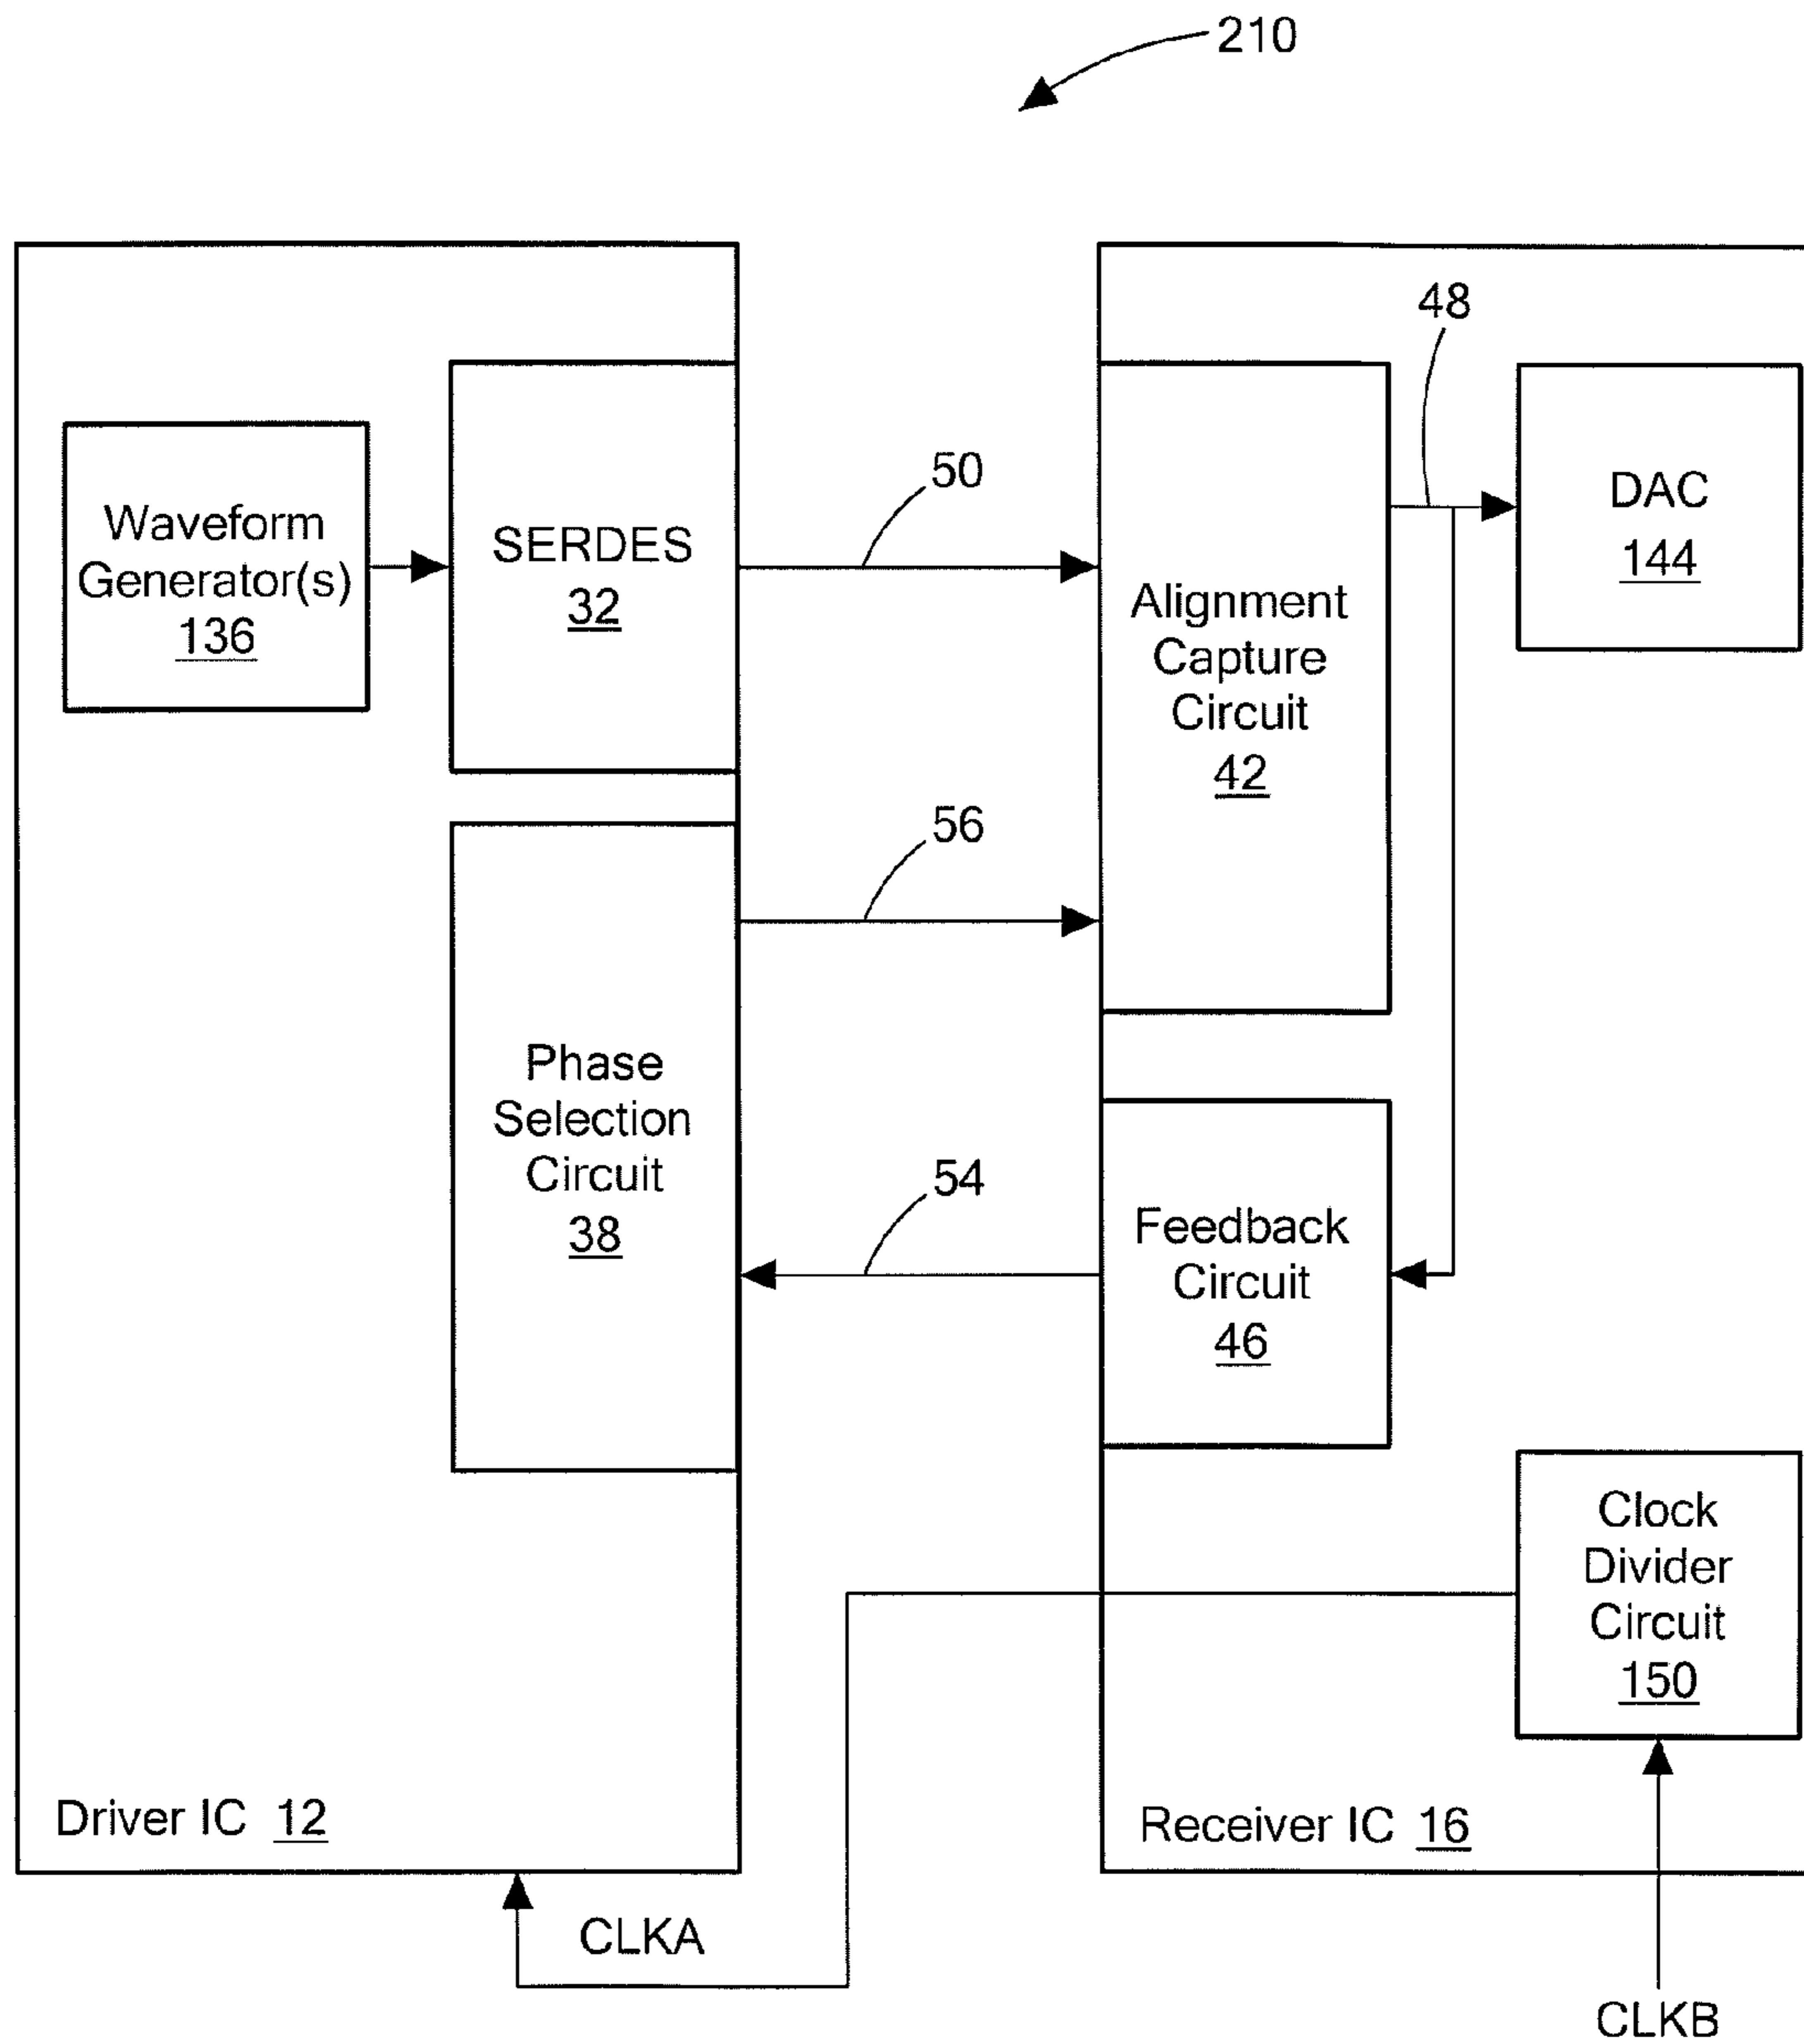 210
48
Waveform
Generator(s)
136
SERDES
32
50
Alignment
Capture
Circuit
42
DAC
144
56
Phase
Selection
Circuit
38
54
Feedback
Circuit
46
Clock
Divider
Circuit
150
Driver IC 12
Receiver IC 16
CLKA
CLKB